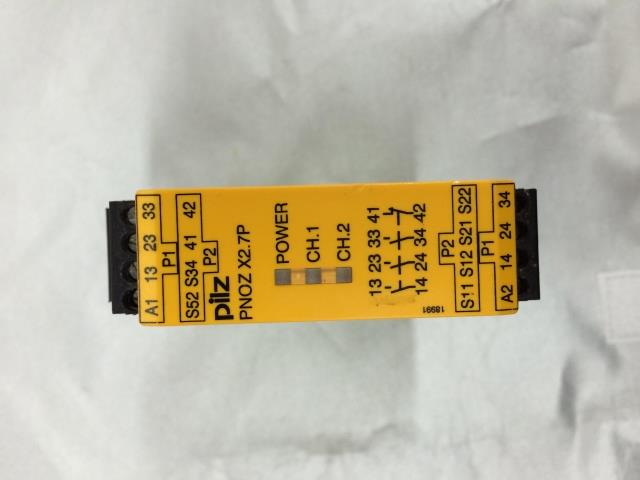 A1 13 23 33
P1
S52 S34 41 42
P2
pilz
PNOZ X2.7P
POWER
CH.1
CH.2
13 23 33 41
14 24 34 42
18991
P2
S11 S12 S21 S22
P1
A2 14 24 34